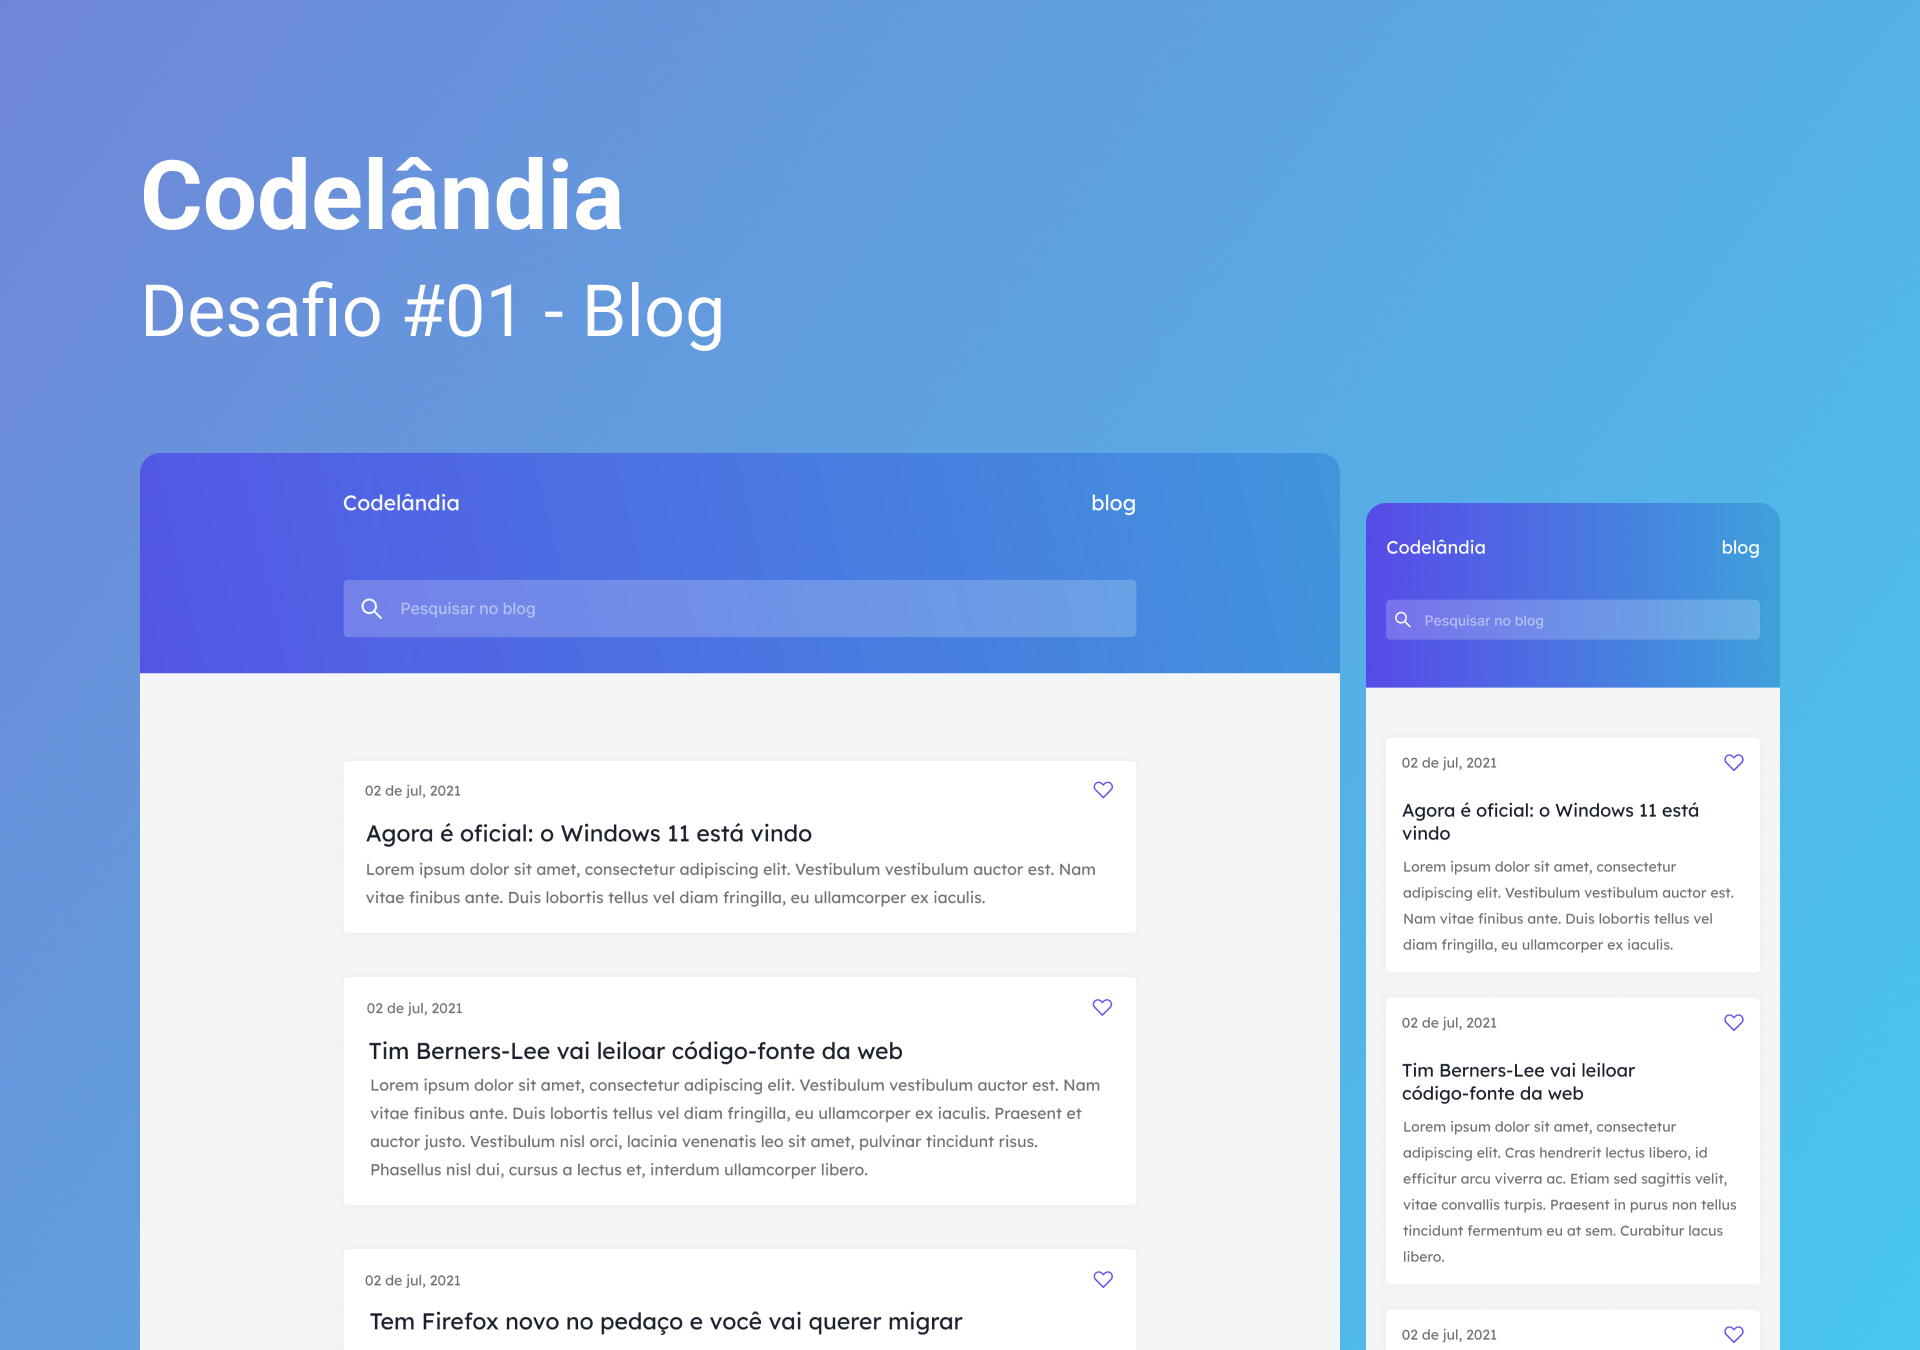 Codelândia
Desafio #01 - Blog
Codelândia
blog
Pesquisar no blog
02 de jul, 2021
Agora é oficial: o Windows 11 está vindo
Lorem ipsum dolor sit amet, consectetur adipiscing elit. Vestibulum vestibulum auctor est. Nam
vitae finibus ante. Duis lobortis tellus vel diam fringilla, eu ullamcorper ex iaculis.
02 de jul, 2021
Tim Berners-Lee vai leiloar código-fonte da web
Lorem ipsum dolor sit amet, consectetur adipiscing elit. Vestibulum vestibulum auctor est. Nam
vitae finibus ante. Duis lobortis tellus vel diam fringilla, eu ullamcorper ex iaculis. Praesent et
auctor justo. Vestibulum nisl orci, lacinia venenatis leo sit amet, pulvinar tincidunt risus.
Phasellus nisl dui, cursus a lectus et, interdum ullamcorper libero.
02 de jul, 2021
Tem Firefox novo no pedaço e você vai querer migrar
Codelândia
blog
Pesquisar no blog
02 de jul, 2021
Agora é oficial: o Windows 11 está
vindo
Lorem ipsum dolor sit amet, consectetur
adipiscing elit. Vestibulum vestibulum auctor est.
Nam vitae finibus ante. Duis lobortis tellus vel
diam fringilla, eu ullamcorper ex iaculis.
02 de jul, 2021
Tim Berners-Lee vai leiloar
código-fonte da web
Lorem ipsum dolor sit amet, consectetur
adipiscing elit. Cras hendrerit lectus libero, id
efficitur arcu viverra ac. Etiam sed sagittis velit,
vitae convallis turpis. Praesent in purus non tellus
tincidunt fermentum eu at sem. Curabitur lacus
libero.
02 de jul, 2021